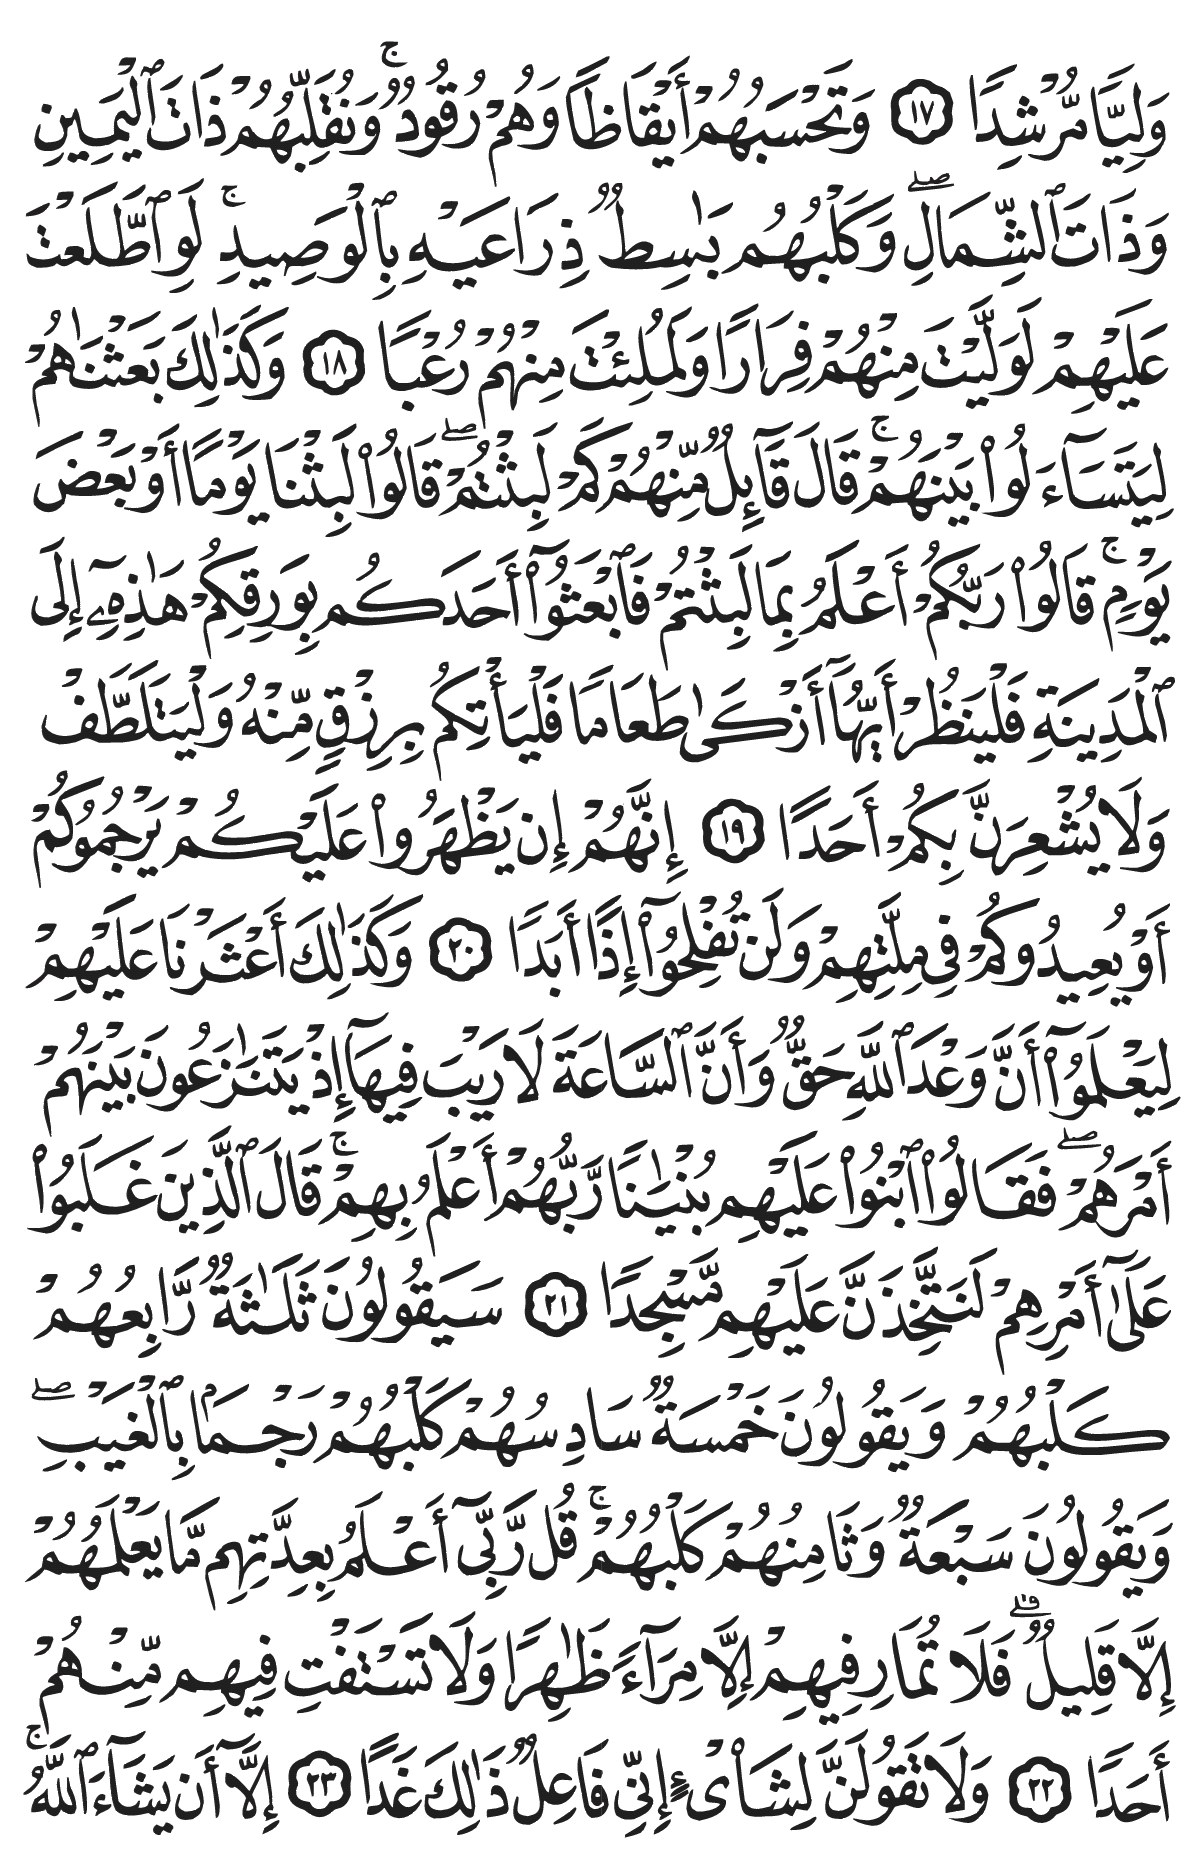 وَلِيًّا مُّرْشِدًا ١٧ وَتَحْسَبُهُمْ أَيْقَاظًا وَهُمْ رُقُودٌ ۚ وَنُقَلِّبُهُمْ ذَاتَ ٱلْيَمِينِ
وَذَاتَ ٱلشِّمَالِ ۖ وَكَلْبُهُم بَٰسِطٌ ذِرَاعَيْهِ بِٱلْوَصِيدِ ۚ لَوِ ٱطَّلَعْتَ
عَلَيْهِمْ لَوَلَّيْتَ مِنْهُمْ فِرَارًا وَلَمُلِئْتَ مِنْهُمْ رُعْبًا ١٨ وَكَذَٰلِكَ بَعَثْنَٰهُمْ
لِيَتَسَآءَلُوا۟ بَيْنَهُمْ ۚ قَالَ قَآئِلٌ مِّنْهُمْ كَمْ لَبِثْتُمْ ۖ قَالُوا۟ لَبِثْنَا يَوْمًا أَوْ بَعْضَ
يَوْمٍ ۚ قَالُوا۟ رَبُّكُمْ أَعْلَمُ بِمَا لَبِثْتُمْ فَٱبْعَثُوٓا۟ أَحَدَكُم بِوَرِقِكُمْ هَٰذِهِۦٓ إِلَى
ٱلْمَدِينَةِ فَلْيَنظُرْ أَيُّهَآ أَزْكَىٰ طَعَامًا فَلْيَأْتِكُم بِرِزْقٍ مِّنْهُ وَلْيَتَلَطَّفْ
وَلَا يُشْعِرَنَّ بِكُمْ أَحَدًا ١٩ إِنَّهُمْ إِن يَظْهَرُوا۟ عَلَيْكُمْ يَرْجُمُوكُمْ
أَوْ يُعِيدُوكُمْ فِى مِلَّتِهِمْ وَلَن تُفْلِحُوٓا۟ إِذًا أَبَدًا ٢٠ وَكَذَٰلِكَ أَعْثَرْنَا عَلَيْهِمْ
لِيَعْلَمُوٓا۟ أَنَّ وَعْدَ ٱللَّهِ حَقٌّ وَأَنَّ ٱلسَّاعَةَ لَا رَيْبَ فِيهَآ إِذْ يَتَنَٰزَعُونَ بَيْنَهُمْ
أَمْرَهُمْ ۖ فَقَالُوا۟ ٱبْنُوا۟ عَلَيْهِم بُنْيَٰنًا رَّبُّهُمْ أَعْلَمُ بِهِمْ ۚ قَالَ ٱلَّذِينَ غَلَبُوا۟
عَلَىٰٓ أَمْرِهِمْ لَنَتَّخِذَنَّ عَلَيْهِم مَّسْجِدًا ٢١ سَيَقُولُونَ ثَلَٰثَةٌ رَّابِعُهُمْ
كَلْبُهُمْ وَيَقُولُونَ خَمْسَةٌ سَادِسُهُمْ كَلْبُهُمْ رَجْمًۢا بِٱلْغَيْبِ ۖ
وَيَقُولُونَ سَبْعَةٌ وَثَامِنُهُمْ كَلْبُهُمْ ۚ قُل رَّبِّىٓ أَعْلَمُ بِعِدَّتِهِم مَّا يَعْلَمُهُمْ
إِلَّا قَلِيلٌ ۗ فَلَا تُمَارِ فِيهِمْ إِلَّا مِرَآءً ظَٰهِرًا وَلَا تَسْتَفْتِ فِيهِم مِّنْهُمْ
أَحَدًا ٢٢ وَلَا تَقُولَنَّ لِشَا۟ىْءٍ إِنِّى فَاعِلٌ ذَٰلِكَ غَدًا ٢٣ إِلَّآ أَن يَشَآءَ ٱللَّهُ ۚ